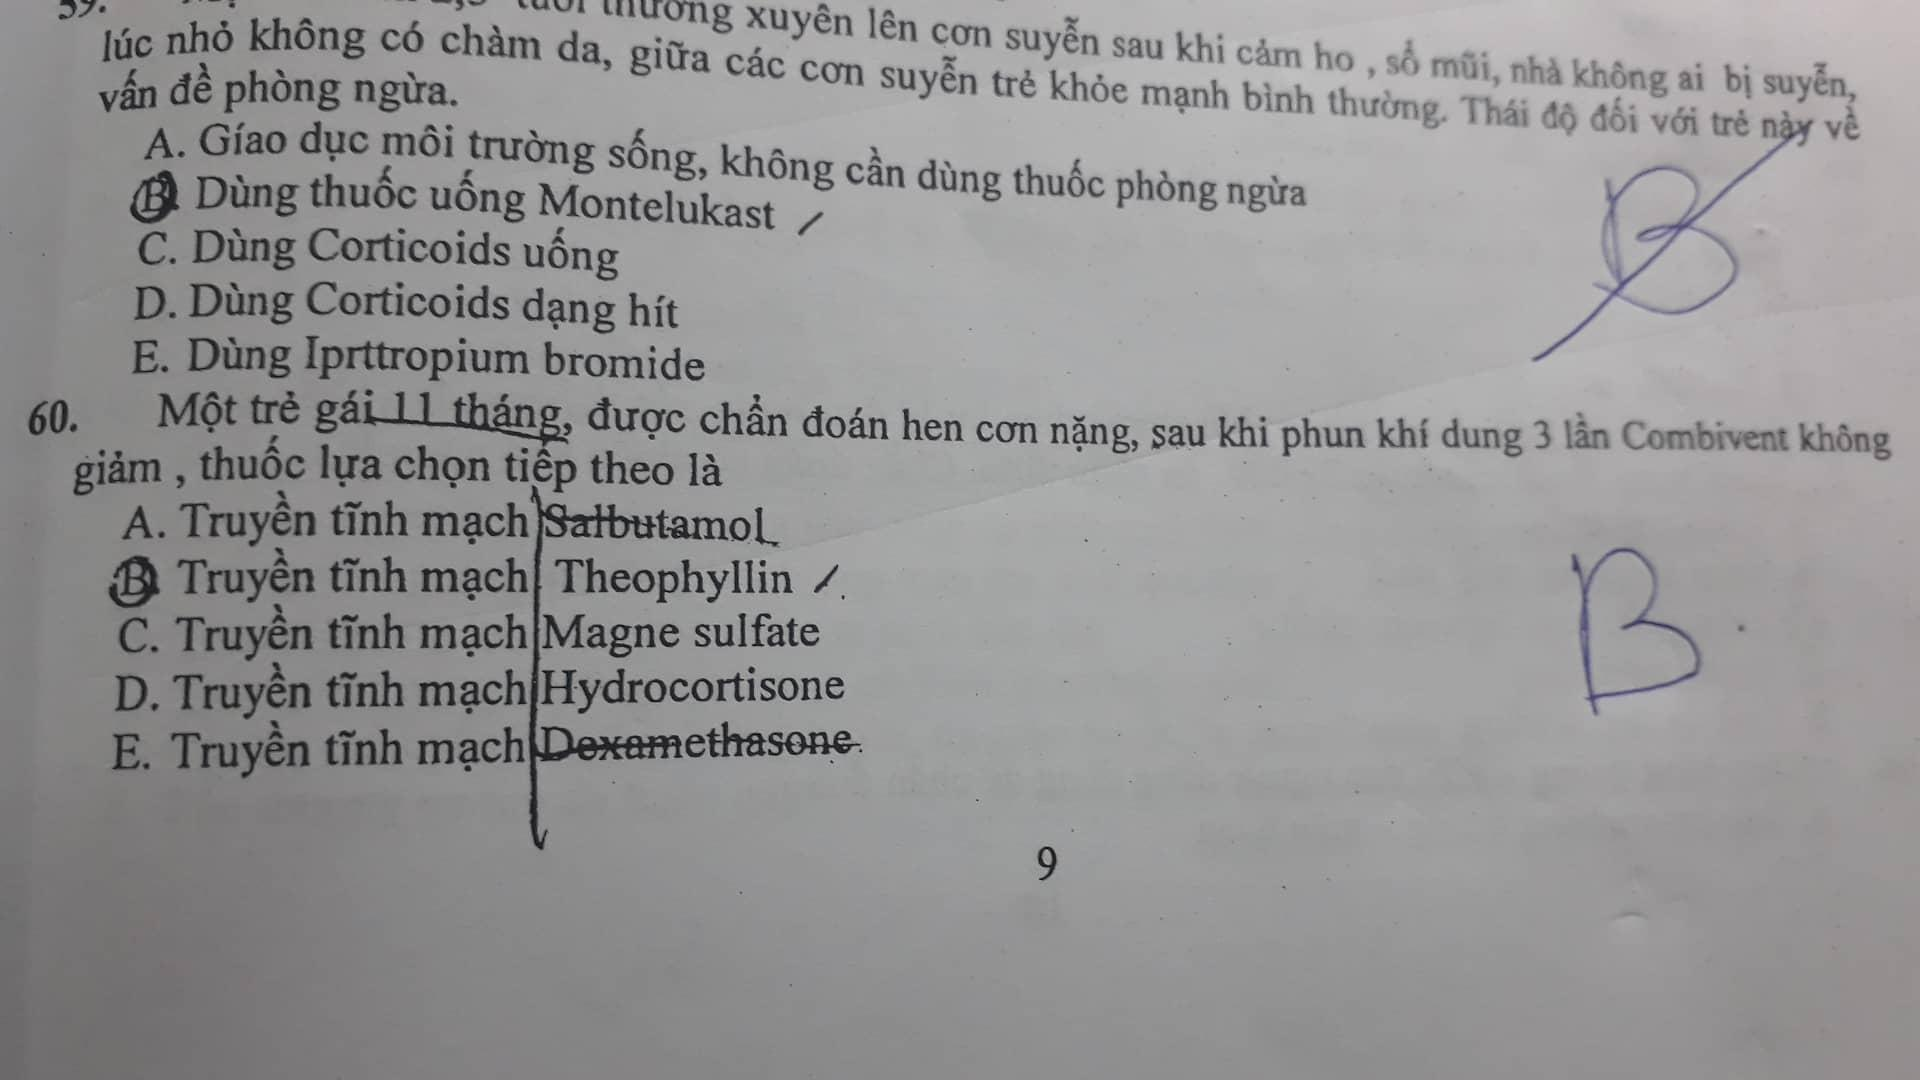 59.
tuổi thường xuyên lên cơn suyễn sau khi cảm ho , sổ mũi, nhà không ai bị suyễn,
lúc nhỏ không có chàm da, giữa các cơn suyễn trẻ khỏe mạnh bình thường. Thái độ đối với trẻ này về
vấn đề phòng ngừa.
A. Gíao dục môi trường sống, không cần dùng thuốc phòng ngừa
B. Dùng thuốc uống Montelukast
C. Dùng Corticoids uống
D. Dùng Corticoids dạng hít
E. Dùng Iprttropium bromide
B
60. Một trẻ gái 11 tháng, được chẩn đoán hen cơn nặng, sau khi phun khí dung 3 lần Combivent không
giảm , thuốc lựa chọn tiếp theo là
A. Truyền tĩnh mạch Salbutamol
B. Truyền tĩnh mạch Theophyllin
C. Truyền tĩnh mạch Magne sulfate
D. Truyền tĩnh mạch Hydrocortisone
E. Truyền tĩnh mạch Dexamethasone.
B
9